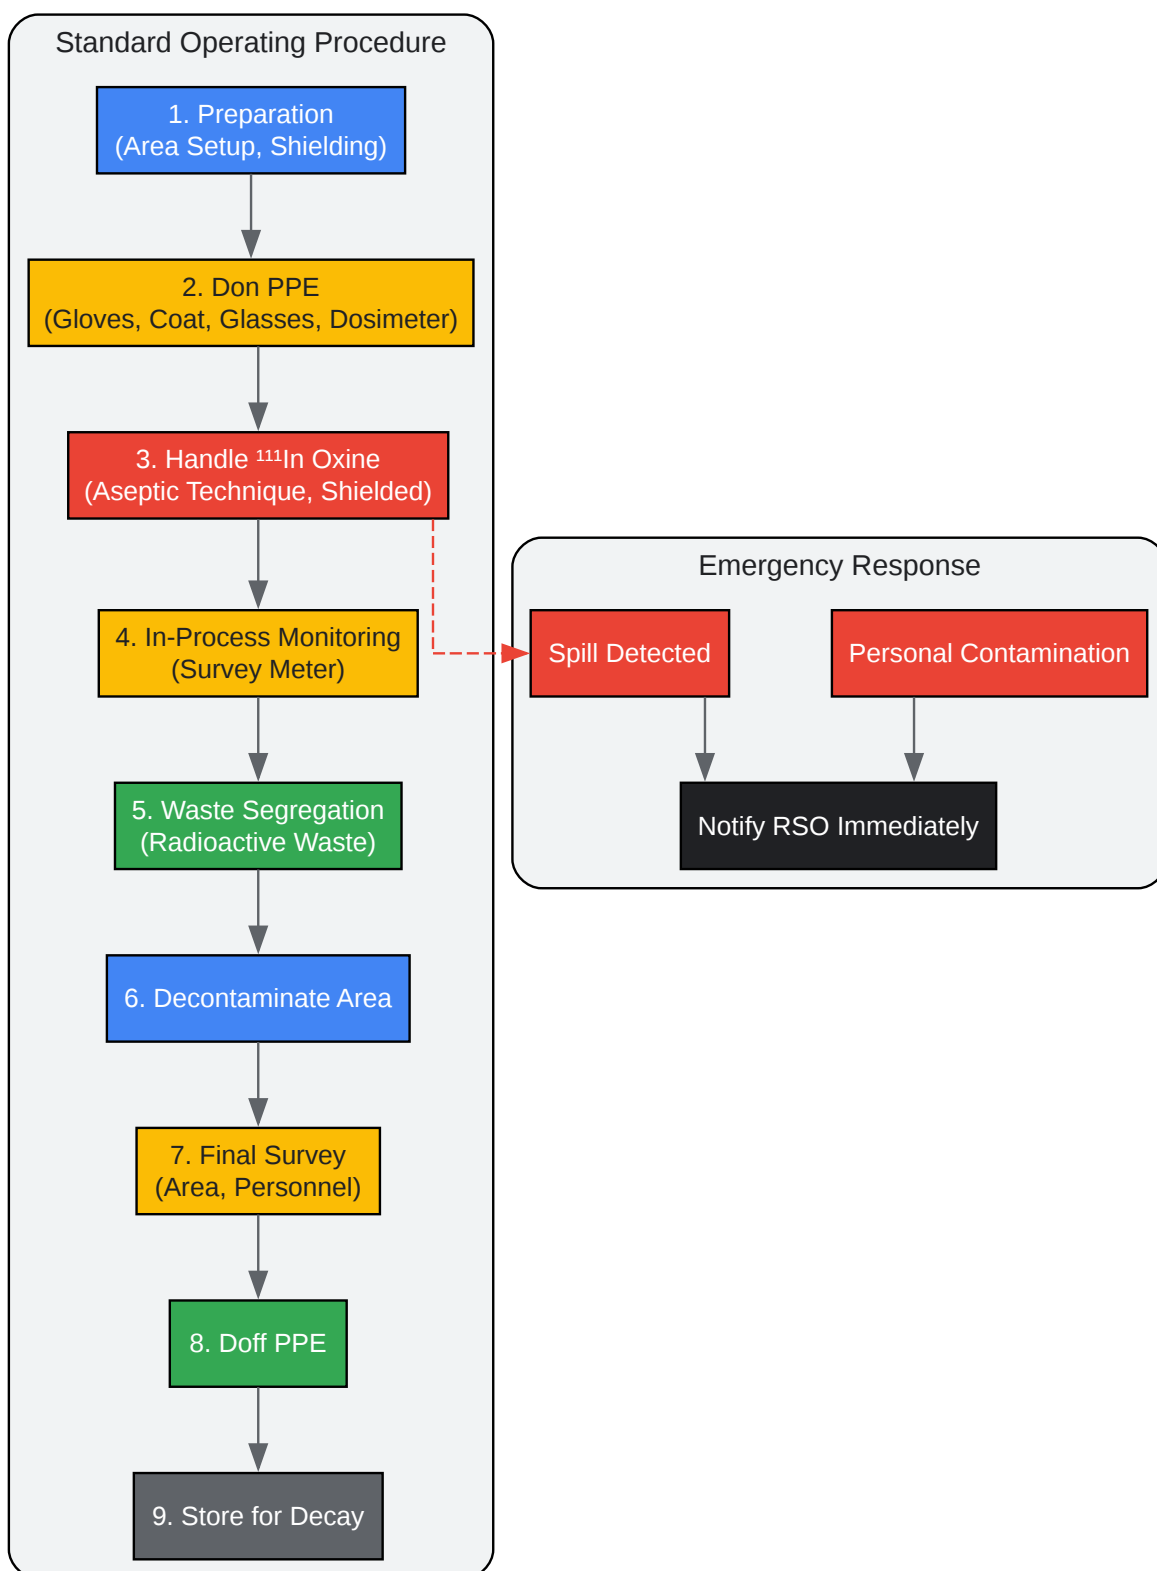 Standard Operating Procedure
1. Preparation
(Area Setup, Shielding)
2. Don PPE
(Gloves, Coat, Glasses, Dosimeter)
3. Handle ¹¹¹In Oxine
(Aseptic Technique, Shielded)
4. In-Process Monitoring
(Survey Meter)
5. Waste Segregation
(Radioactive Waste)
6. Decontaminate Area
7. Final Survey
(Area, Personnel)
8. Doff PPE
9. Store for Decay
Emergency Response
Spill Detected
Personal Contamination
Notify RSO Immediately